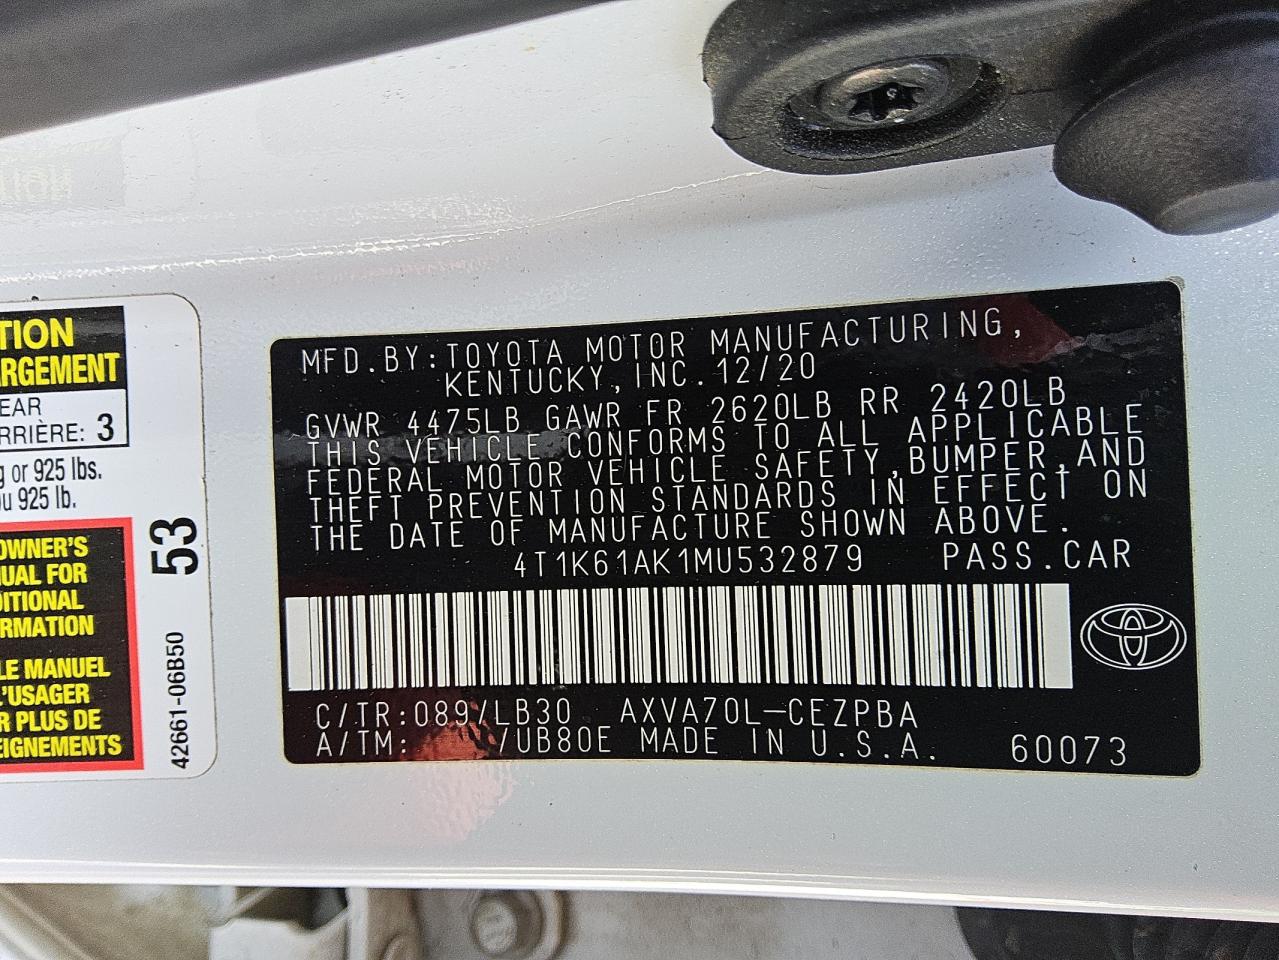 TION
ARGEMENT
EAR
RRIÈRE: 3
g or 925 lbs.
u 925 lb.
OWNER'S
UAL FOR
DITIONAL
RMATION
LE MANUEL
L'USAGER
R PLUS DE
EIGNEMENTS
53
42661-06B50
MFD.BY:TOYOTA MOTOR MANUFACTURING,
KENTUCKY,INC.12/20
GVWR 4475LB GAWR FR 2620LB RR 2420LB
THIS VEHICLE CONFORMS TO ALL APPLICABLE
FEDERAL MOTOR VEHICLE SAFETY,BUMPER,AND
THEFT PREVENTION STANDARDS IN EFFECT ON
THE DATE OF MANUFACTURE SHOWN ABOVE.
4T1K61AK1MU532879 PASS.CAR
C/TR:089/LB30 AXVA70L-CEZPBA
A/TM: /UB80E MADE IN U.S.A. 60073